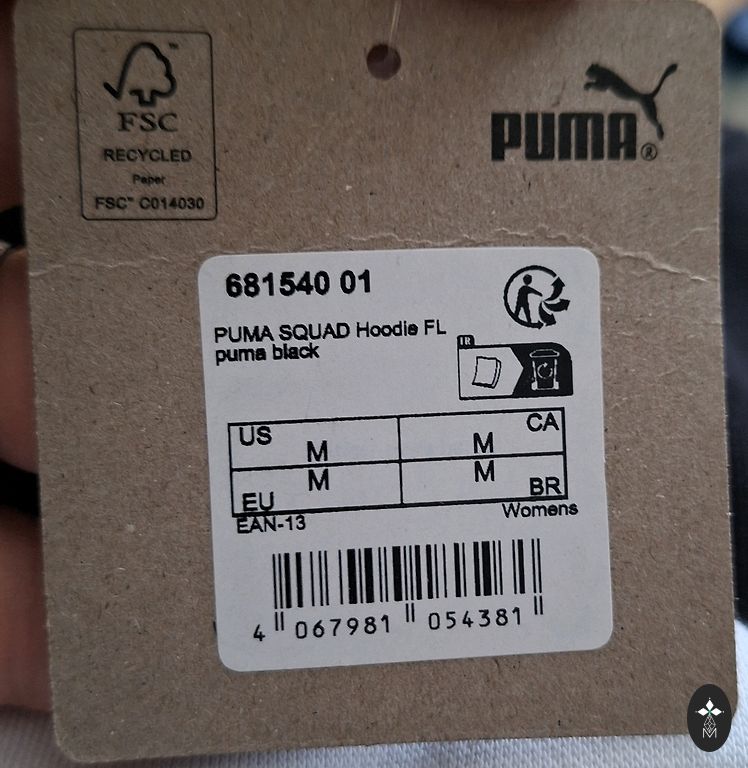 FSC
RECYCLED
Paper
FSC™ C014030
PUMA®
681540 01
PUMA SQUAD Hoodie FL
puma black
FR
US M M CA
EU M M BR
EAN-13 Womens
4 067981 054381
M